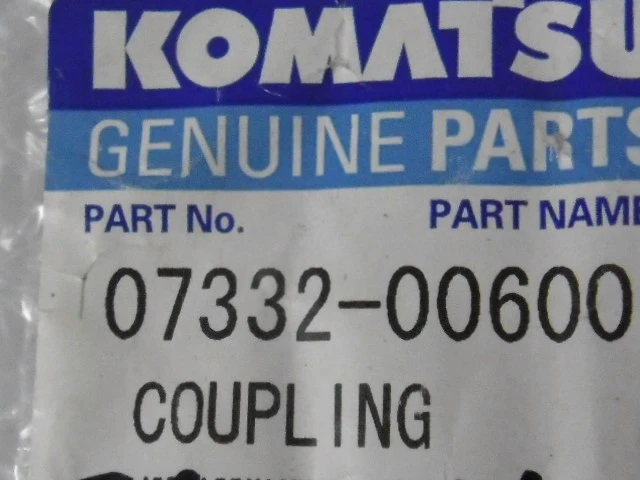 KOMATSU
GENUINE PARTS
PART No. PART NAME
07332-00600
COUPLING